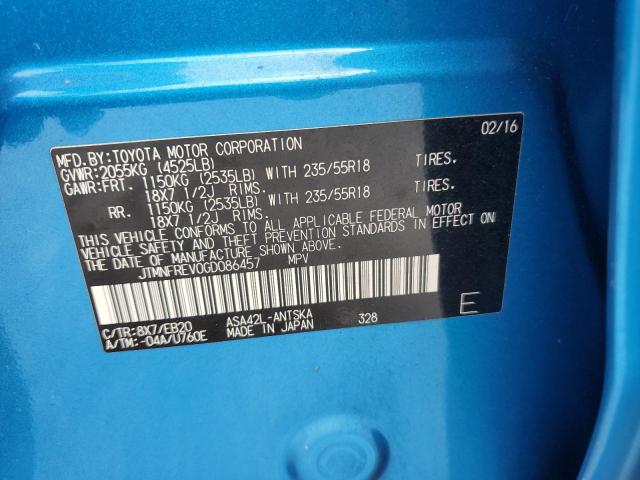 MFD.BY:TOYOTA MOTOR CORPORATION 02/16
GVWR:2055KG (4525LB)
GAWR:FRT. 1150KG (2535LB) WITH 235/55R18 TIRES.
18X7 1/2J RIMS.
RR. 1150KG (2535LB) WITH 235/55R18 TIRES.
18X7 1/2J RIMS.
THIS VEHICLE CONFORMS TO ALL APPLICABLE FEDERAL MOTOR
VEHICLE SAFETY AND THEFT PREVENTION STANDARDS IN EFFECT
ON THE DATE OF MANUFACTURE SHOWN ABOVE.
JTMNFREV0GD086457 MPV
C/TR:8X7/EB20 ASA42L-ANTSKA 328 E
A/TM:-04A/U760E MADE IN JAPAN